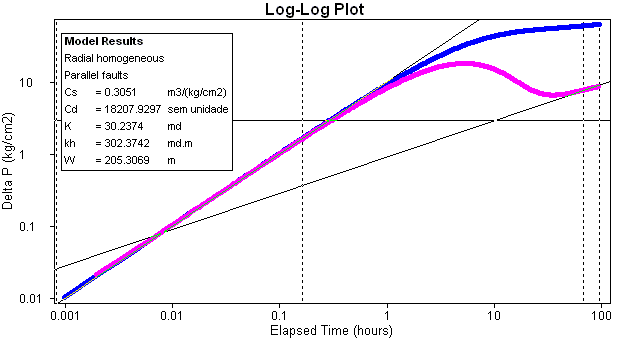 Log-Log Plot
Model Results
Radial homogeneous
Parallel faults
Cs = 0.3051 m3/(kg/cm2)
Cd = 18207.9297 sem unidade
K = 30.2374 md
kh = 302.3742 md.m
W = 205.3069 m
Delta P (kg/cm2)
10
1
0.1
0.01
0.001 0.01 0.1 1 10 100
Elapsed Time (hours)